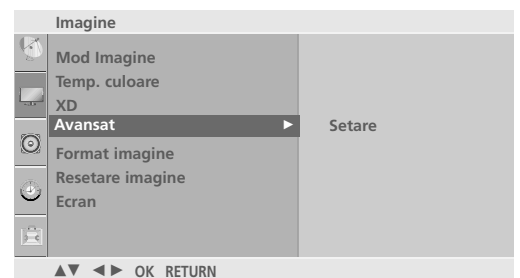 Imagine
Mod Imagine
Temp. culoare
XD
Avansat ► Setare
Format imagine
Resetare imagine
Ecran
▲▼ ◄► OK RETURN